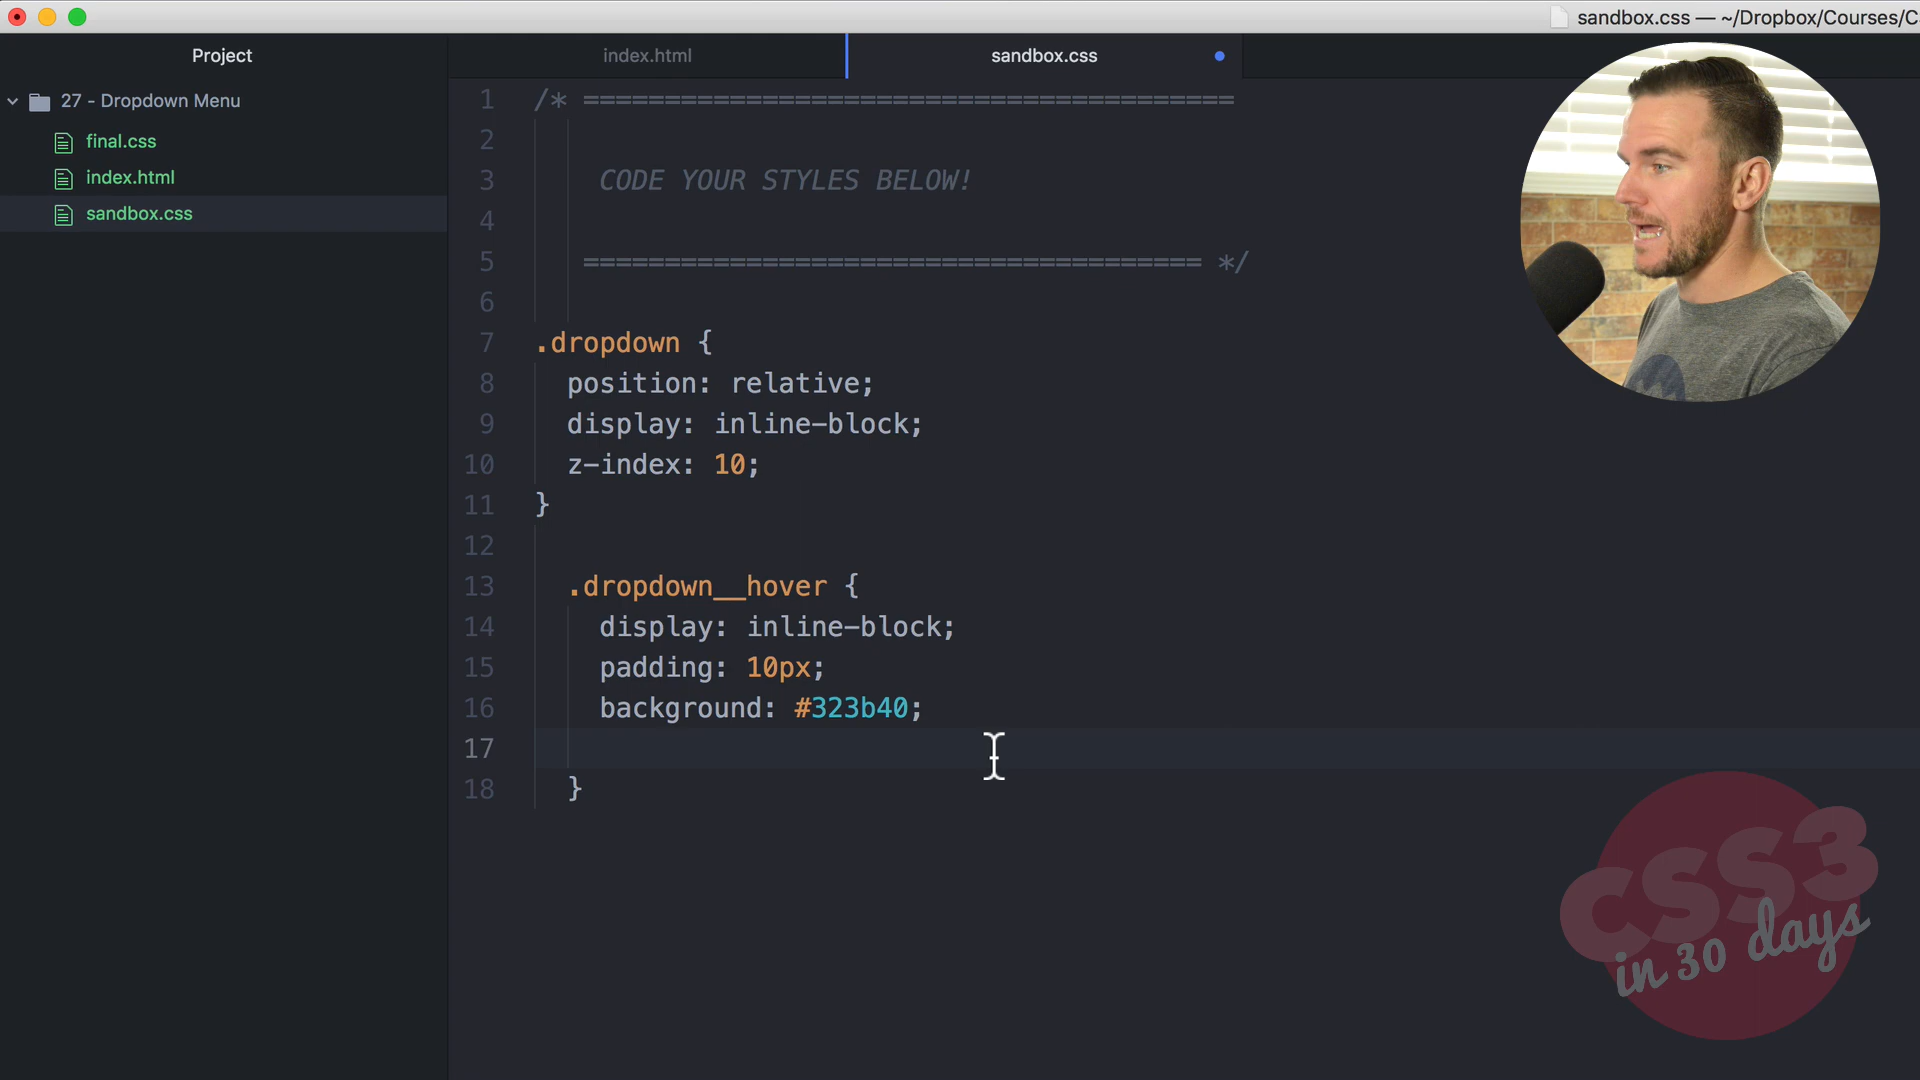 sandbox.css — ~/Dropbox/Courses/C
Project
index.html
sandbox.css
27 - Dropdown Menu
final.css
index.html
sandbox.css
1 /* ========================================
2
3 CODE YOUR STYLES BELOW!
4
5 ====================================== */
6
7 .dropdown {
8 position: relative;
9 display: inline-block;
10 z-index: 10;
11 }
12
13 .dropdown__hover {
14 display: inline-block;
15 padding: 10px;
16 background: #323b40;
17
18 }
CSS3
in 30 days